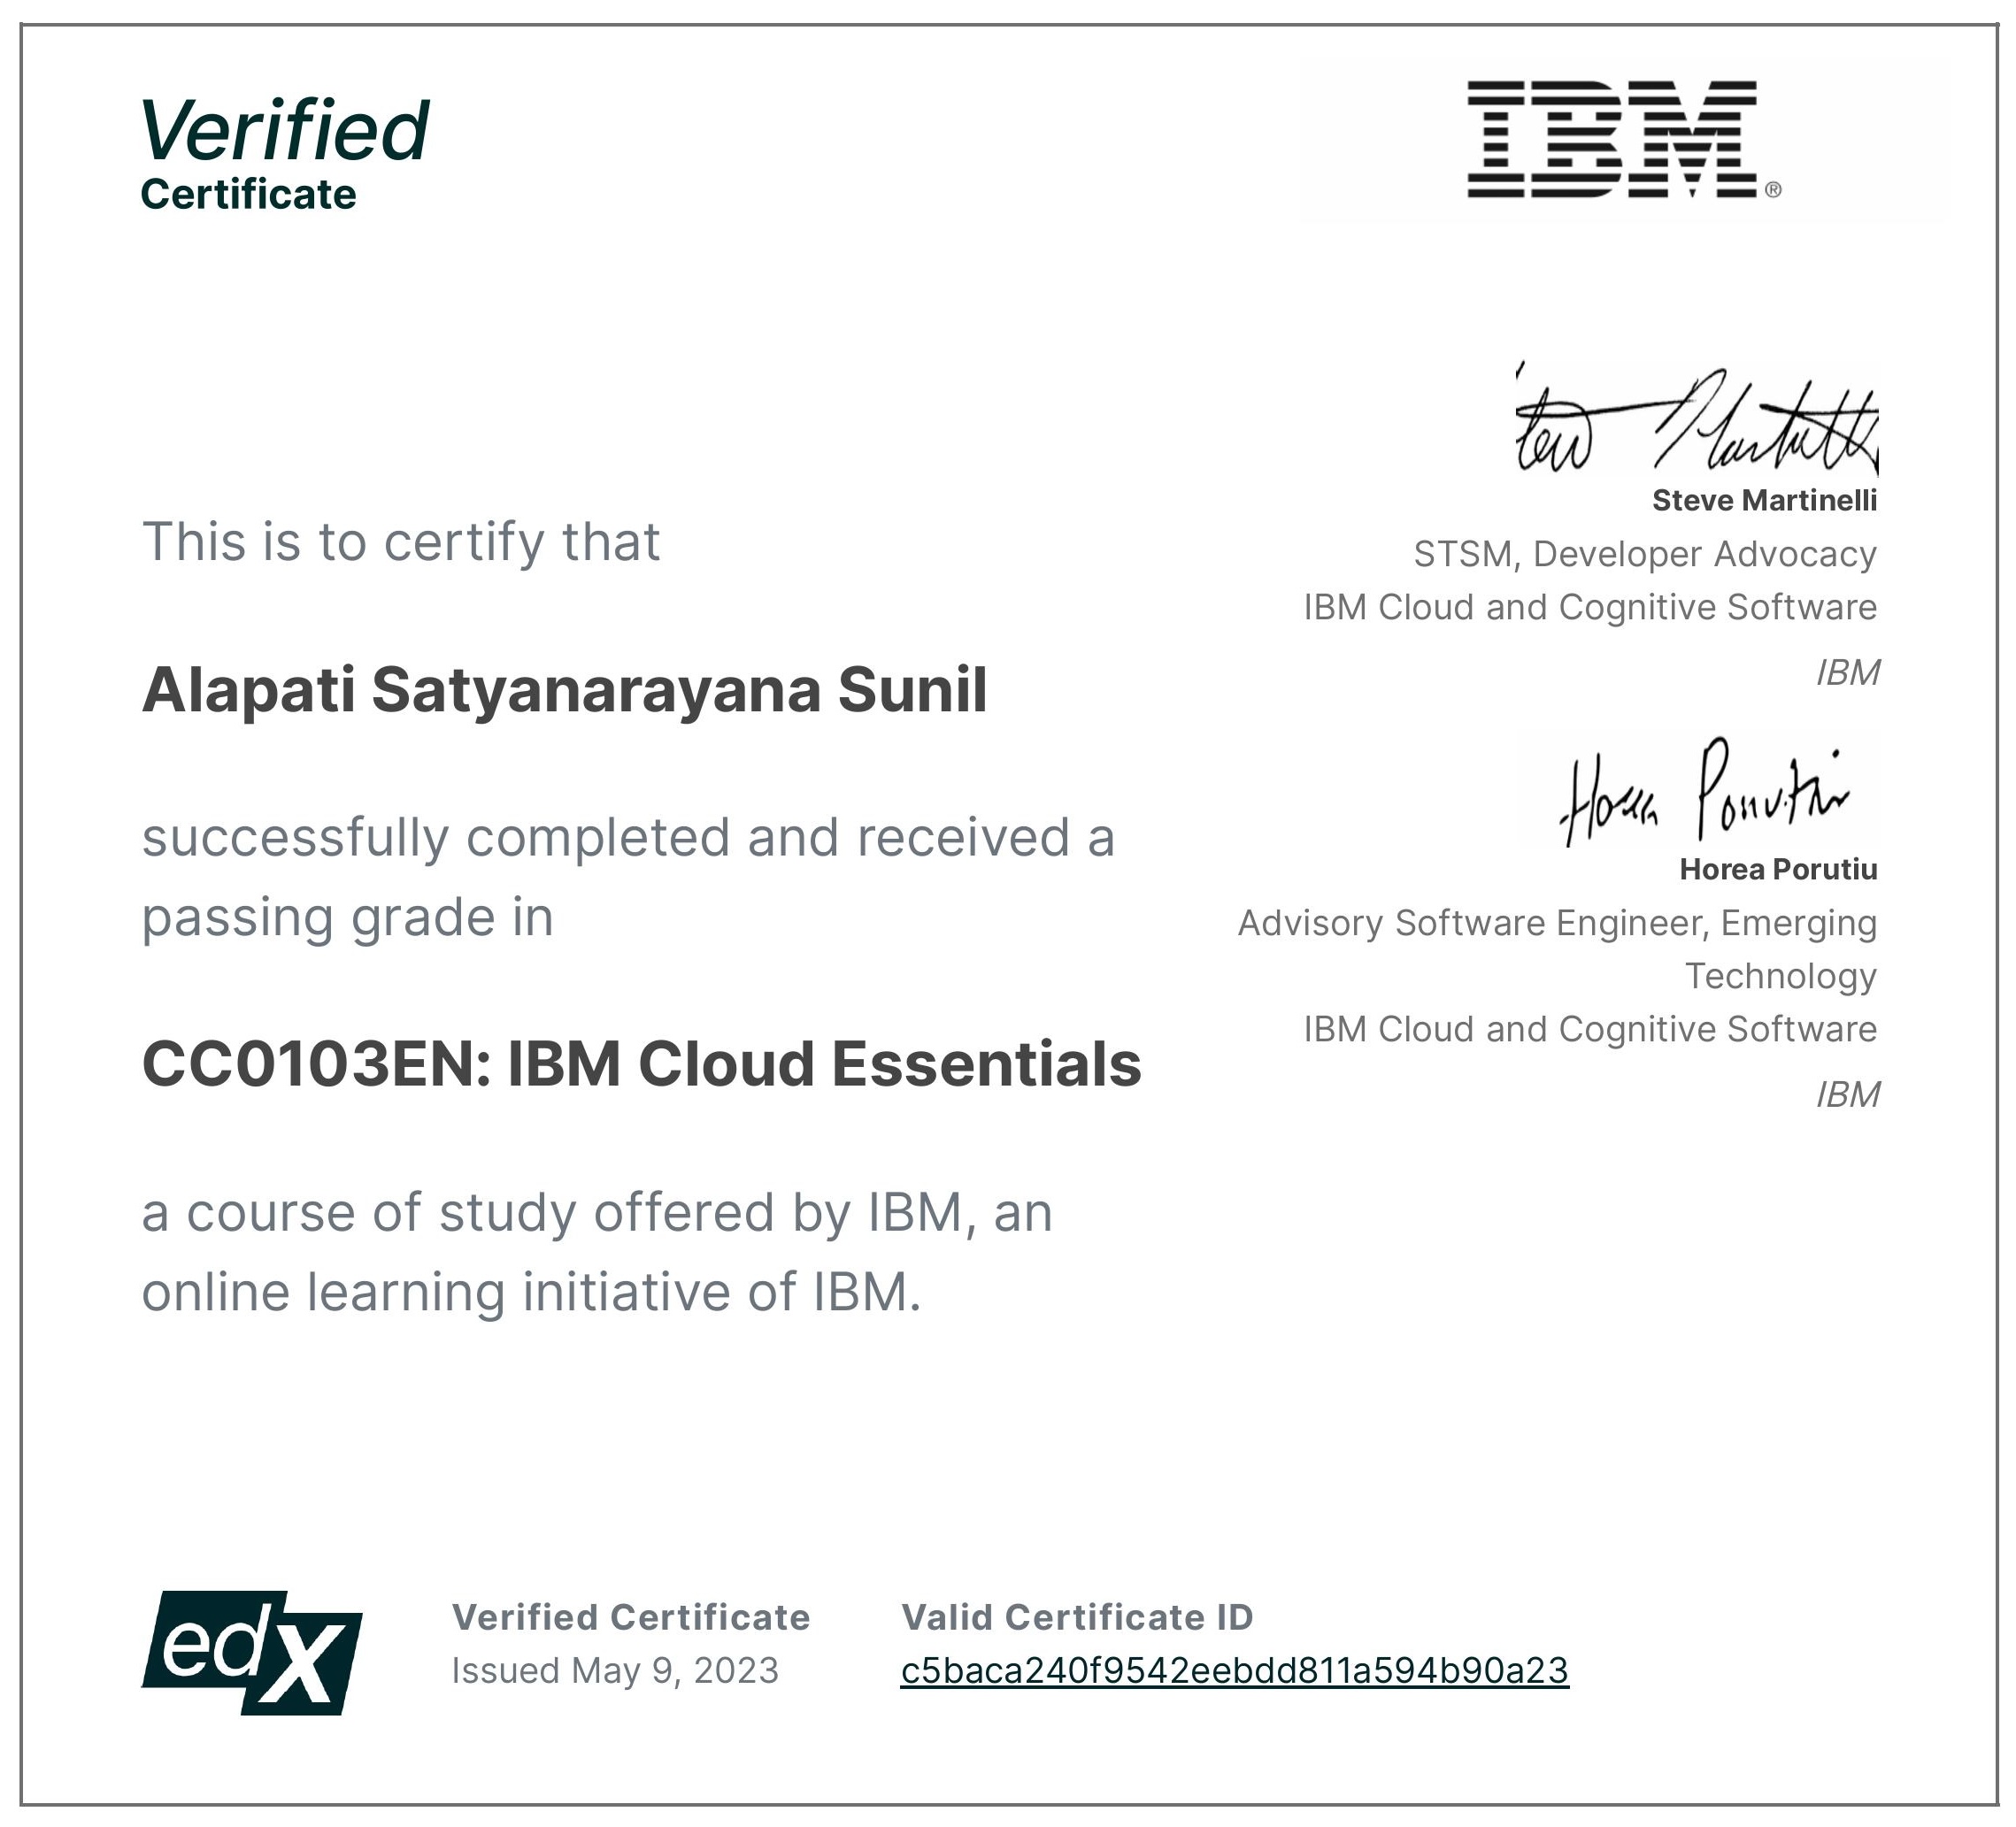 Verified
Certificate
IBM®
This is to certify that
Alapati Satyanarayana Sunil
successfully completed and received a
passing grade in
CC0103EN: IBM Cloud Essentials
a course of study offered by IBM, an
online learning initiative of IBM.
Steve Martinelli
STSM, Developer Advocacy
IBM Cloud and Cognitive Software
IBM
Horea Porutiu
Horea Porutiu
Advisory Software Engineer, Emerging
Technology
IBM Cloud and Cognitive Software
IBM
edX
Verified Certificate
Issued May 9, 2023
Valid Certificate ID
c5baca240f9542eebdd811a594b90a23